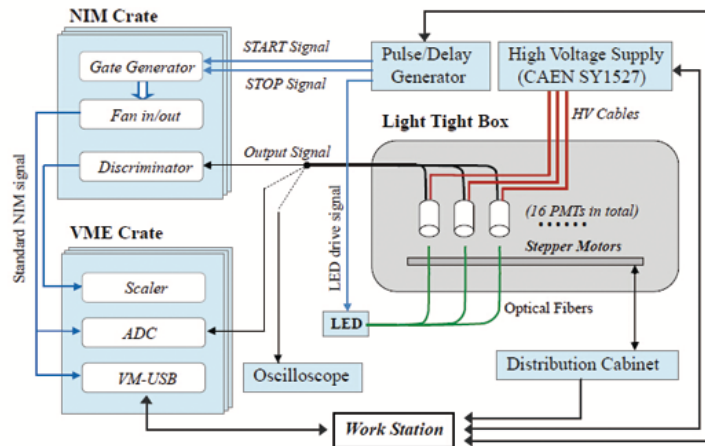 NIM Crate
START Signal
Gate Generator
STOP Signal
Fan in/out
Discriminator
Output Signal
Pulse/Delay
Generator
High Voltage Supply
(CAEN SY1527)
HV Cables
Light Tight Box
(16 PMTs in total)
......
Stepper Motors
Standard NIM signal
LED drive signal
VME Crate
Scaler
ADC
VM-USB
LED
Optical Fibers
Oscilloscope
Distribution Cabinet
Work Station